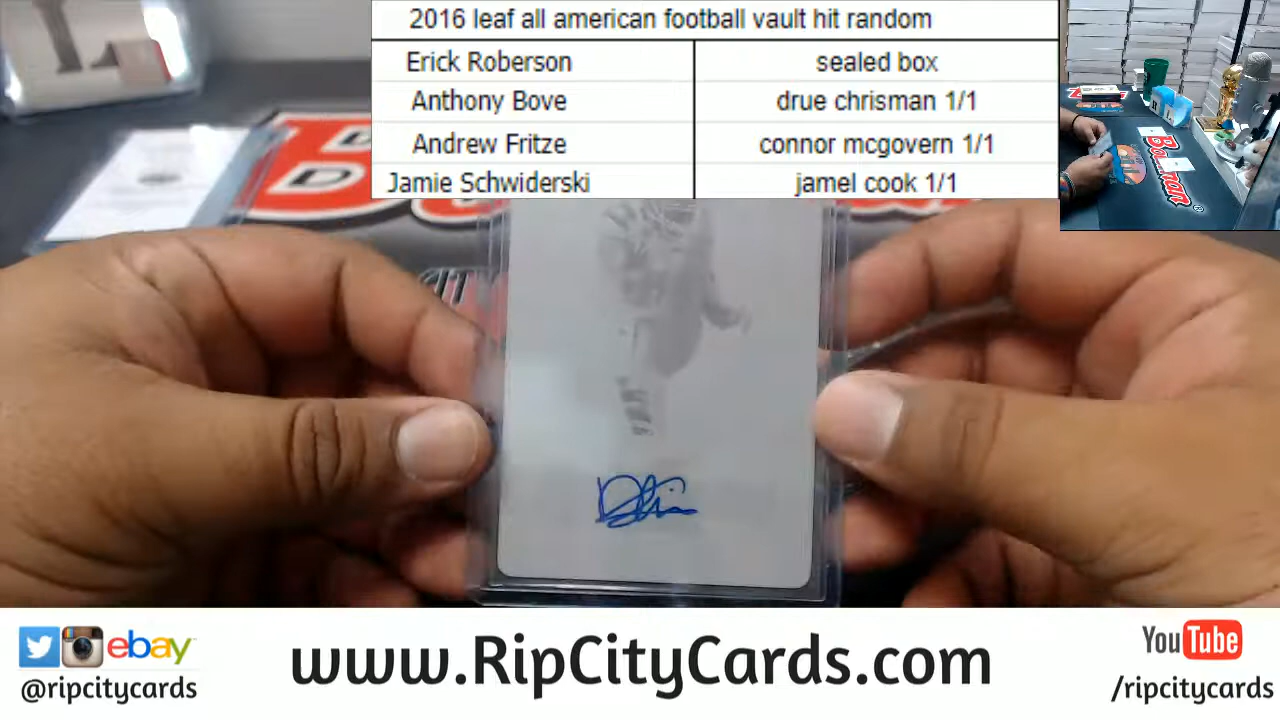 2016 leaf all american football vault hit random
Erick Roberson sealed box
Anthony Bove drue chrisman 1/1
Andrew Fritze connor mcgovern 1/1
Jamie Schwiderski jamel cook 1/1
Bowman
ebay
@ripcitycards
www.RipCityCards.com
YouTube
/ripcitycards